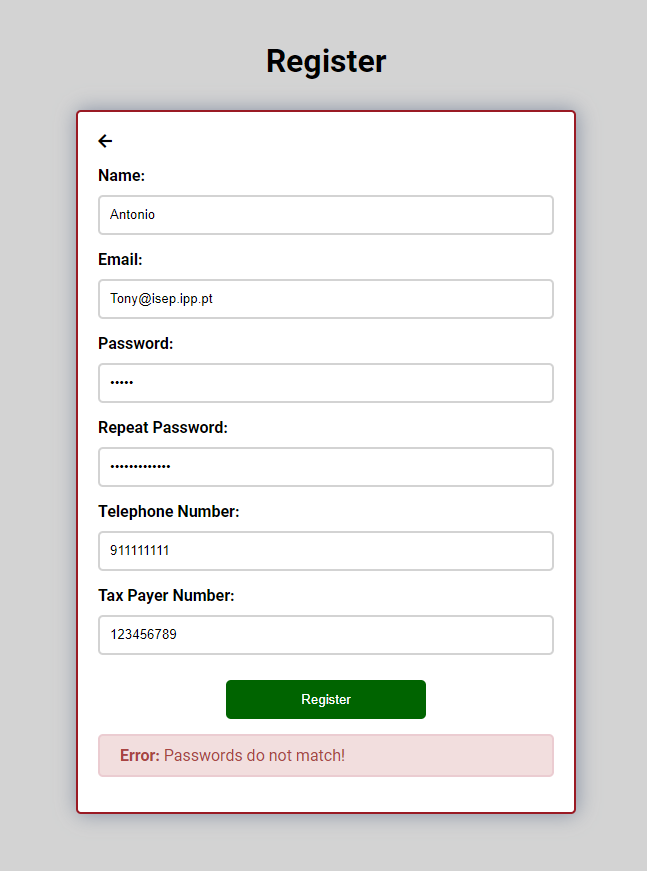 Register
Name:
Antonio
Email:
Tony@isep.ipp.pt
Password:
•••••
Repeat Password:
•••••••••••••
Telephone Number:
911111111
Tax Payer Number:
123456789
Register
Error: Passwords do not match!